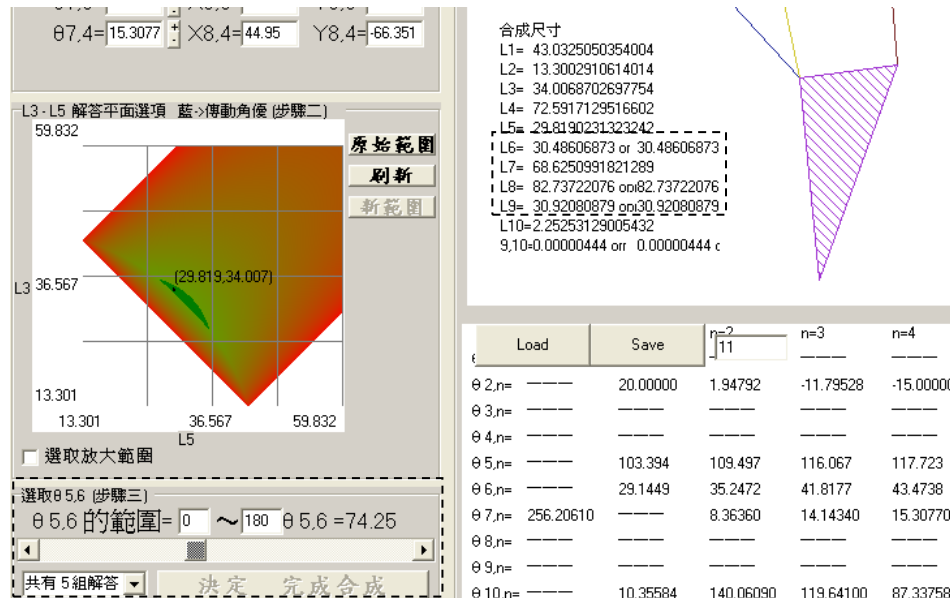 θ7,4= 15.3077 X8,4= 44.95 Y8,4= -66.351
L3 - L5 解答平面選項 藍->傳動角優 (步驟二)
59.832
(29.819,34.007)
L3 36.567
13.301
13.301 36.567 59.832
L5
原始範圍
刷新
新範圍
選取放大範圍
選取θ5,6 (步驟三)
θ5,6的範圍= 0 ～ 180 θ5,6 =74.25
共有 5 組解答
決定 完成合成
合成尺寸
L1= 43.0325050354004
L2= 13.3002910614014
L3= 34.0068702697754
L4= 72.5917129516602
L5= 29.8190231323242
L6= 30.48606873 or 30.48606873
L7= 68.6250991821289
L8= 82.73722076 or 82.73722076
L9= 30.92080879 or 30.92080879
L10=2.25253129005432
9,10=0.00000444 orr 0.00000444 c
Load Save n=2 n=3 n=4
11 ——— ———
θ 2,n= ——— 20.00000 1.94792 -11.79528 -15.00000
θ 3,n= ——— ——— ——— ——— ———
θ 4,n= ——— ——— ——— ——— ———
θ 5,n= ——— 103.394 109.497 116.067 117.723
θ 6,n= ——— 29.1449 35.2472 41.8177 43.4738
θ 7,n= 256.20610 ——— 8.36360 14.14340 15.30770
θ 8,n= ——— ——— ——— ——— ———
θ 9,n= ——— ——— ——— ——— ———
θ 10,n= ——— 10.35584 140.06090 119.64100 87.33759